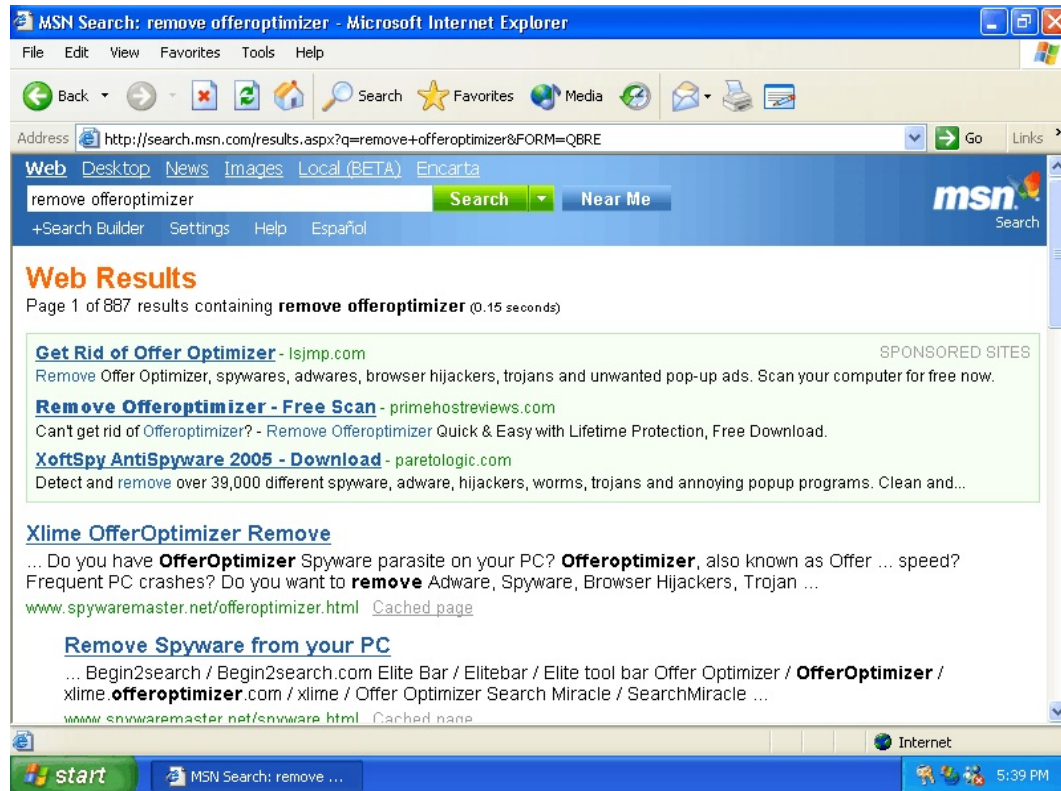 MSN Search: remove offeroptimizer - Microsoft Internet Explorer
File Edit View Favorites Tools Help
Back Search Favorites Media
Address http://search.msn.com/results.aspx?q=remove+offeroptimizer&FORM=QBRE Go Links
Web Desktop News Images Local (BETA) Encarta
remove offeroptimizer Search Near Me
msn Search
+Search Builder Settings Help Español
Web Results
Page 1 of 887 results containing remove offeroptimizer (0.15 seconds)
Get Rid of Offer Optimizer - lsjmp.com SPONSORED SITES
Remove Offer Optimizer, spywares, adwares, browser hijackers, trojans and unwanted pop-up ads. Scan your computer for free now.
Remove Offeroptimizer - Free Scan - primehostreviews.com
Can't get rid of Offeroptimizer? - Remove Offeroptimizer Quick & Easy with Lifetime Protection, Free Download.
XoftSpy AntiSpyware 2005 - Download - paretologic.com
Detect and remove over 39,000 different spyware, adware, hijackers, worms, trojans and annoying popup programs. Clean and...
Xlime OfferOptimizer Remove
... Do you have OfferOptimizer Spyware parasite on your PC? Offeroptimizer, also known as Offer ... speed?
Frequent PC crashes? Do you want to remove Adware, Spyware, Browser Hijackers, Trojan ...
www.spywaremaster.net/offeroptimizer.html Cached page
Remove Spyware from your PC
... Begin2search / Begin2search.com Elite Bar / Elitebar / Elite tool bar Offer Optimizer / OfferOptimizer /
xlime.offeroptimizer.com / xlime / Offer Optimizer Search Miracle / SearchMiracle ...
www.spywaremaster.net/spyware.html Cached page
Internet
start MSN Search: remove ... 5:39 PM